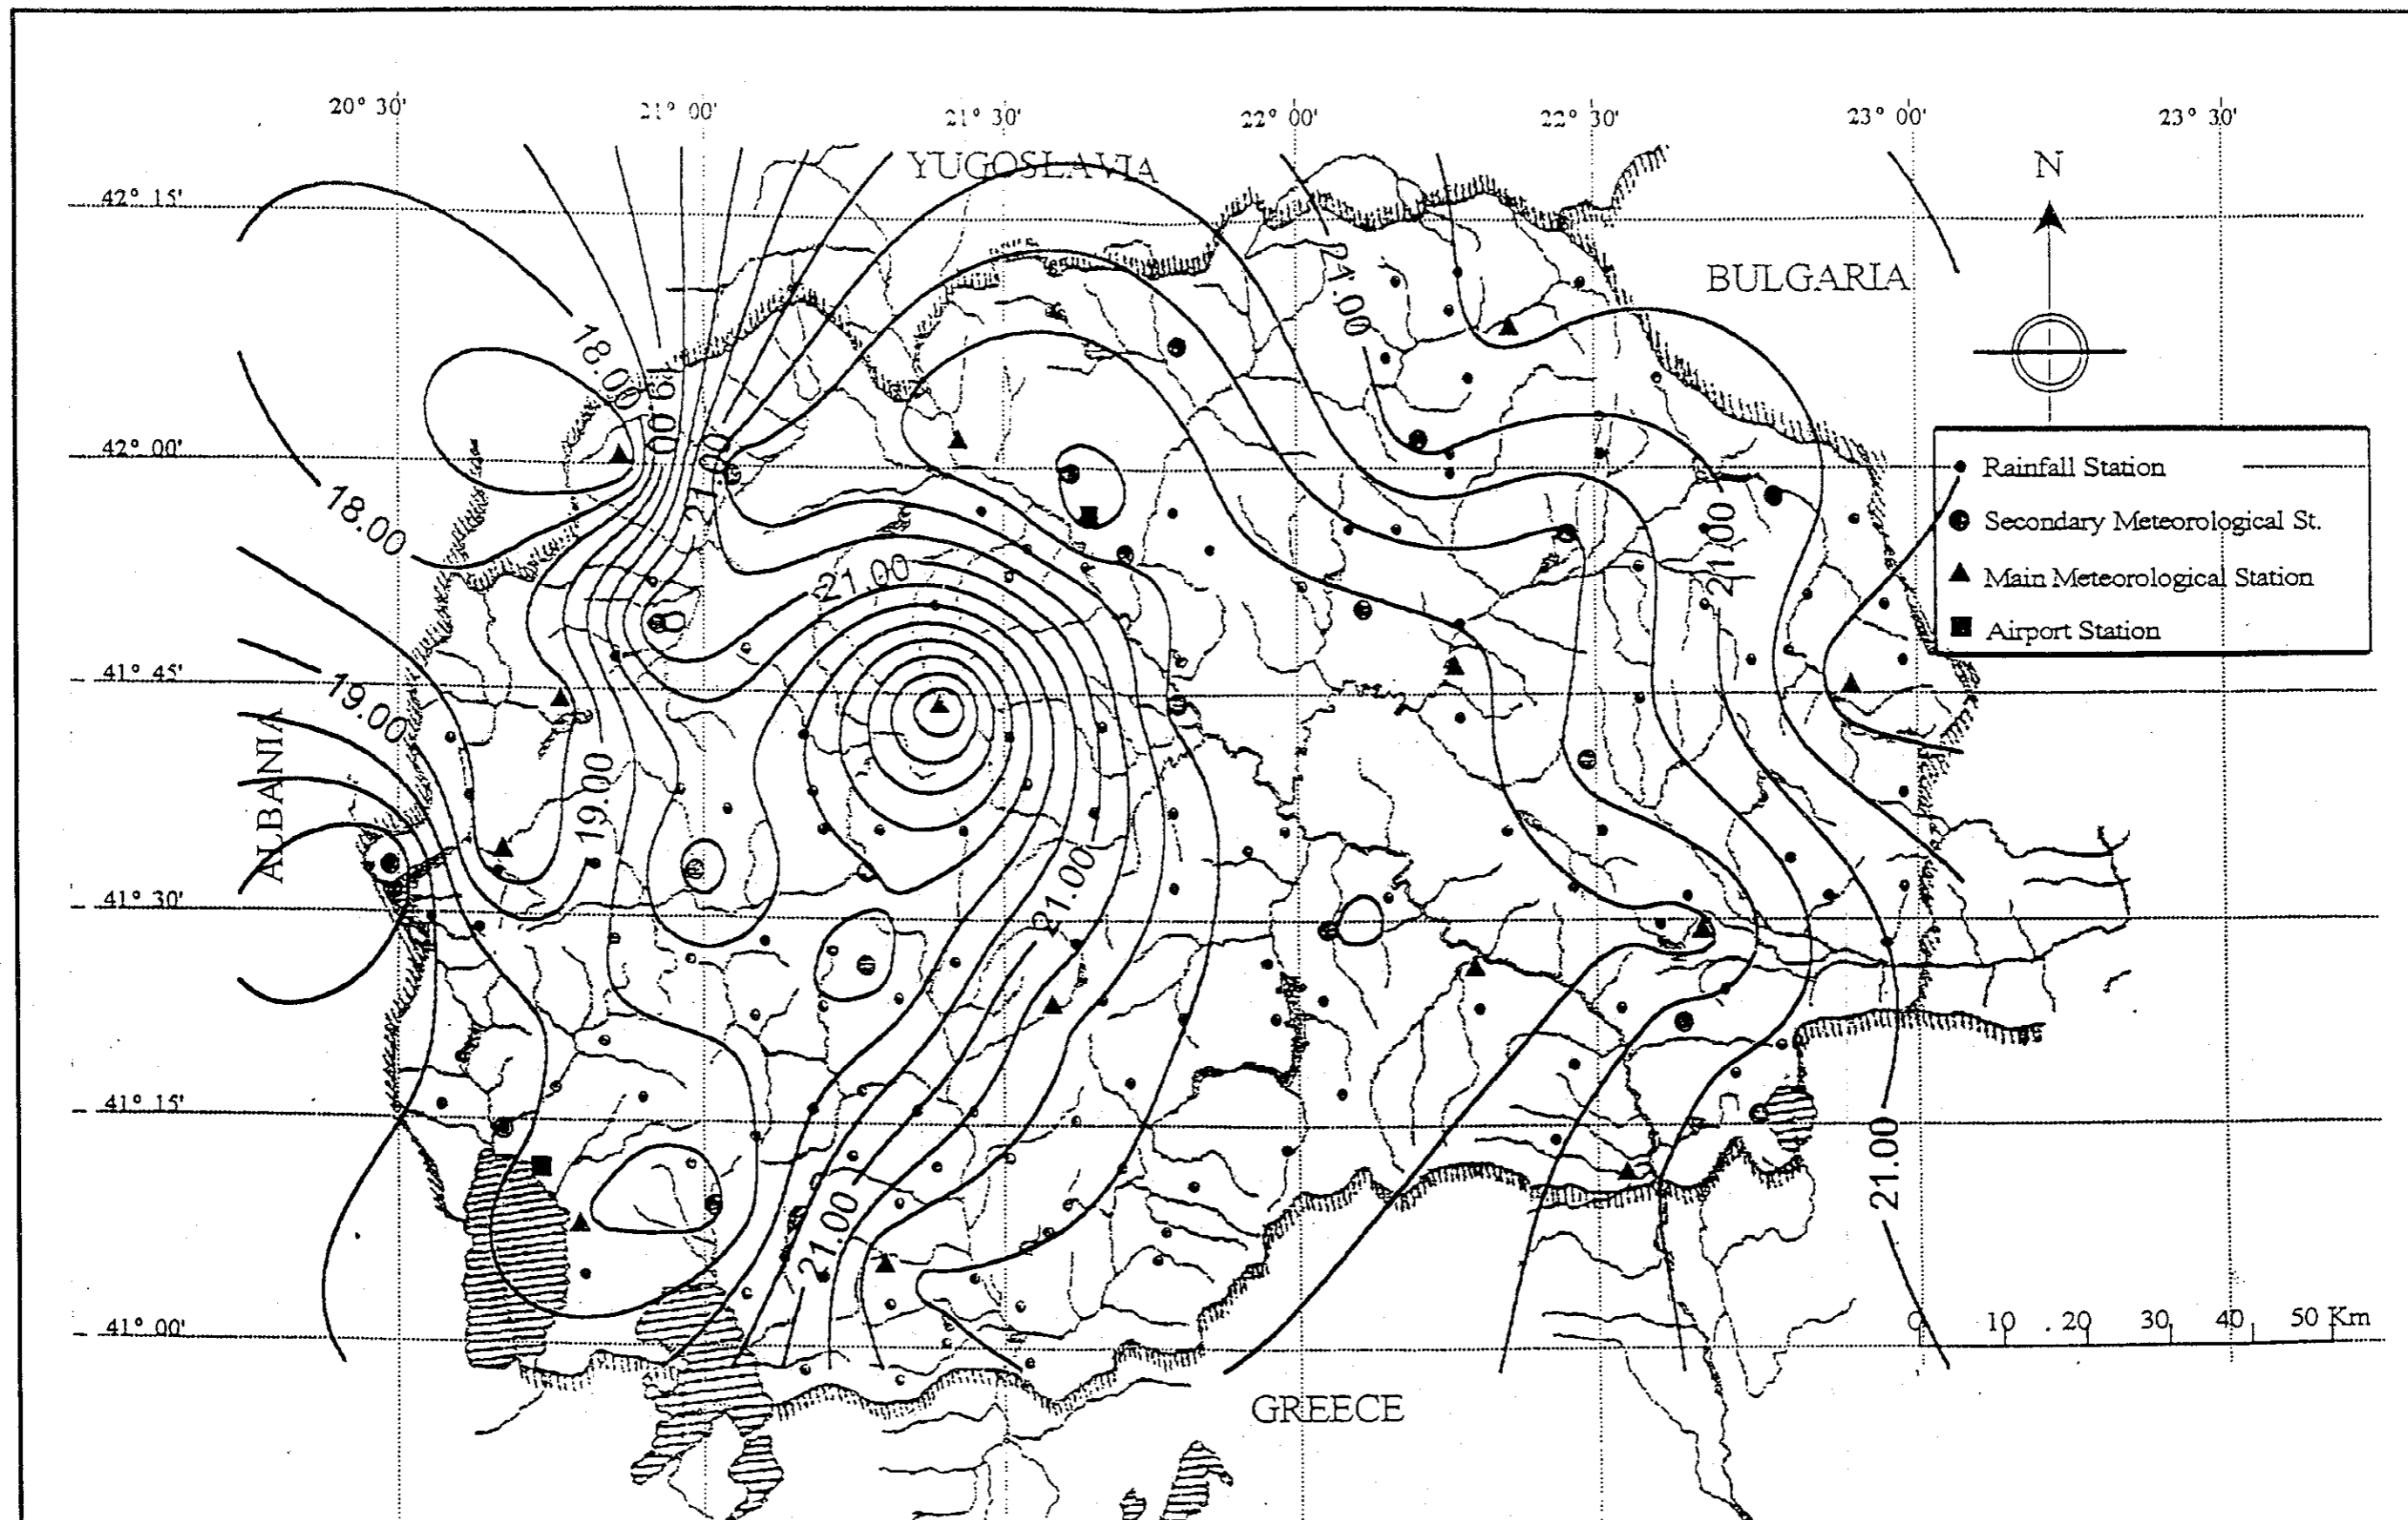 20° 30' 21° 00' 21° 30' 22° 00' 22° 30' 23° 00' 23° 30'
YUGOSLAVIA
N
42° 15'
BULGARIA
21.00
18.00
19.00
21.00
42° 00'
Rainfall Station
18.00
Secondary Meteorological St.
21.00
21.00
Main Meteorological Station
Airport Station
41° 45'
19.00
ALBANIA
19.00
21.00
41° 30'
41° 15'
21.00
21.00
41° 00'
0 10 20 30 40 50 Km
GREECE